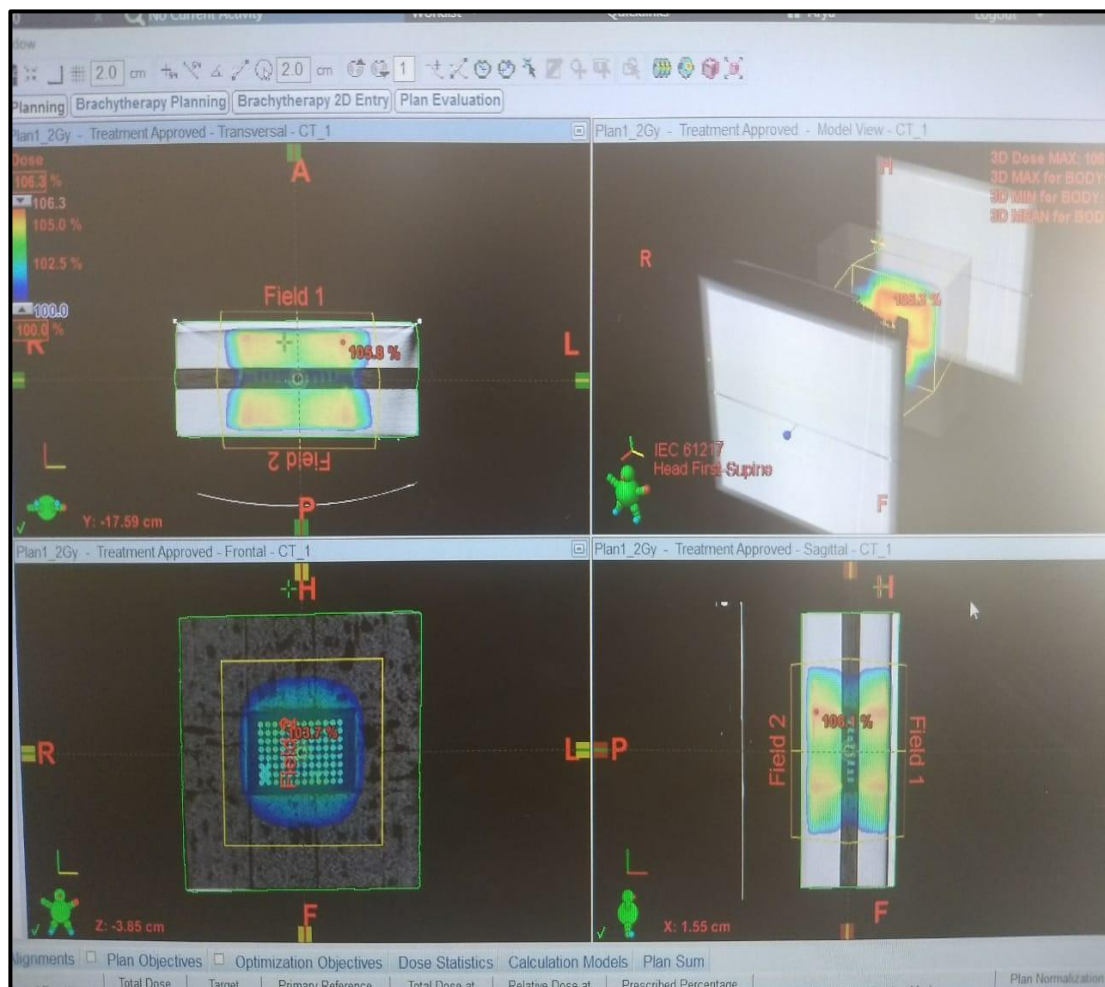 No Current Activity
Worklist
Quicklinks
Arya
Logout
dow
2.0 cm
2.0 cm
1
Planning
Brachytherapy Planning
Brachytherapy 2D Entry
Plan Evaluation
Plan1_2Gy - Treatment Approved - Transversal - CT_1
Dose
106.3 %
106.3
105.0 %
102.5 %
100.0
100.0 %
A
R
L
P
Field 1
105.8 %
Field 2
Y: -17.59 cm
Plan1_2Gy - Treatment Approved - Model View - CT_1
3D Dose MAX: 106
3D MAX for BODY:
3D MIN for BODY:
3D MEAN for BOD
H
R
F
106.3 %
IEC 61217
Head First-Supine
Plan1_2Gy - Treatment Approved - Frontal - CT_1
H
R
L
F
103.7 %
Z: -3.85 cm
Plan1_2Gy - Treatment Approved - Sagittal - CT_1
H
P
F
Field 2
106.1 %
Field 1
X: 1.55 cm
Alignments
Plan Objectives
Optimization Objectives
Dose Statistics
Calculation Models
Plan Sum
Total Dose
Target
Primary Reference
Total Dose at
Relative Dose at
Prescribed Percentage
Plan Normalization